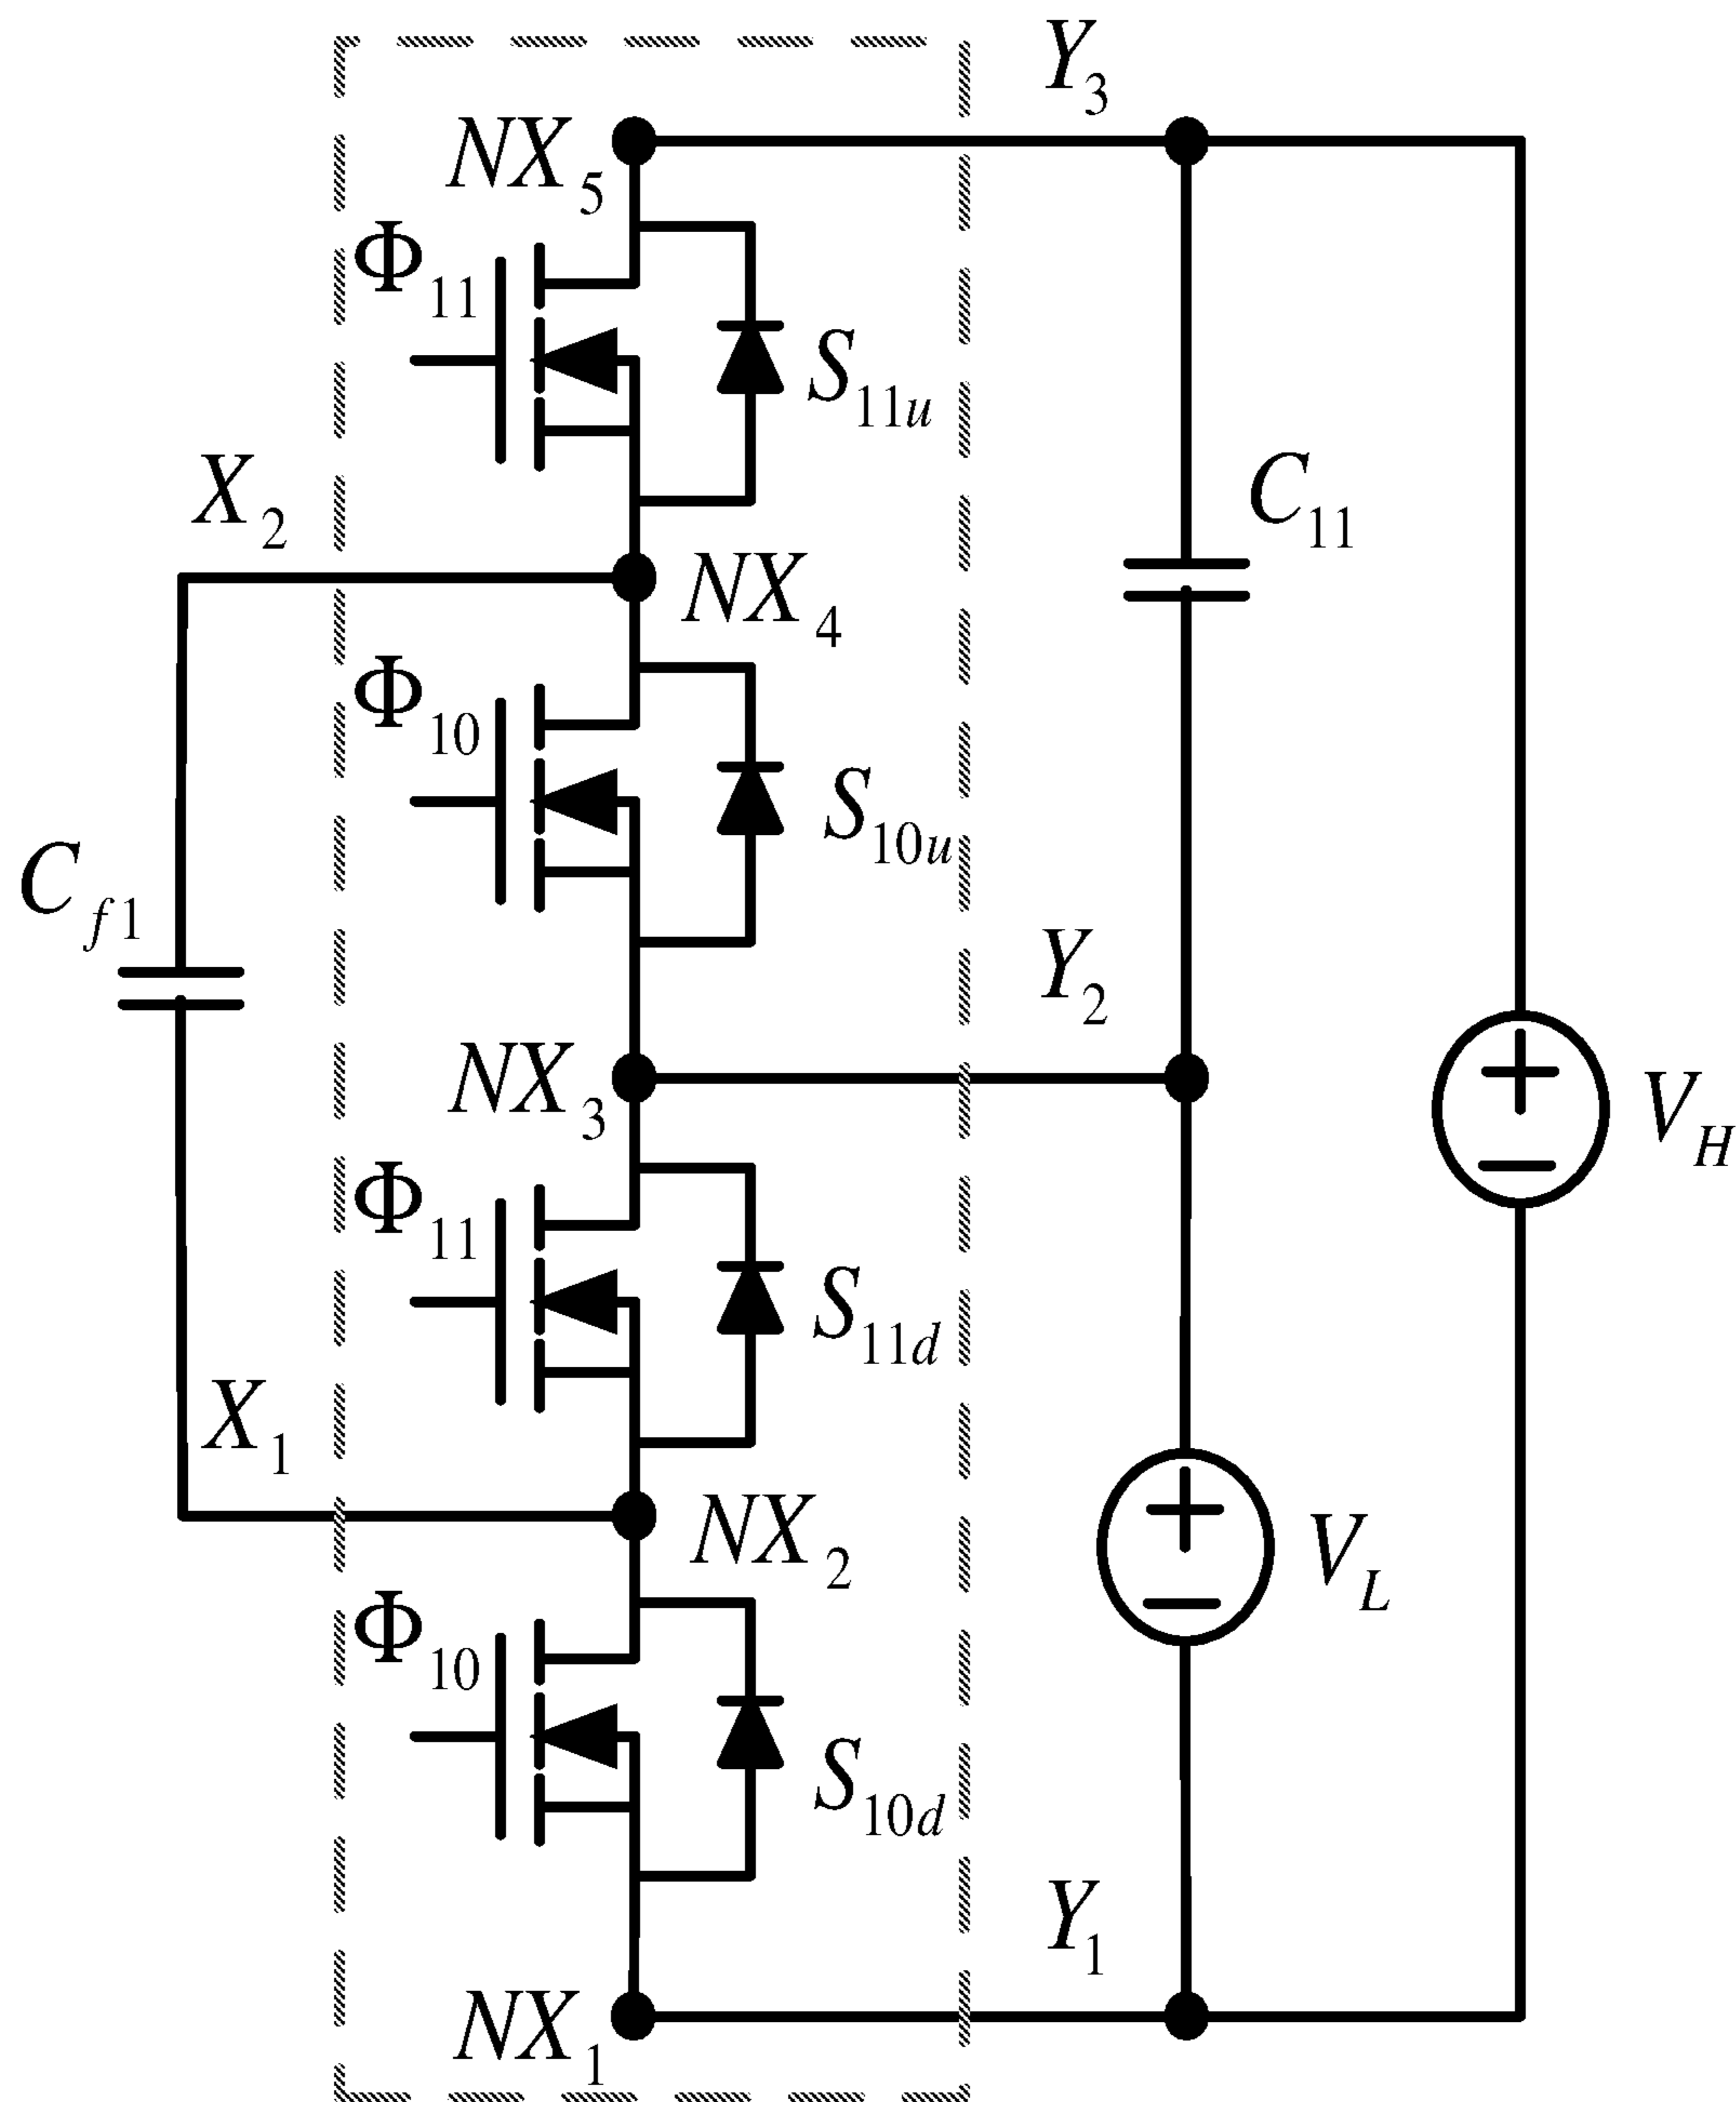 Y3
NX5
Φ11
S11u
X2
C11
NX4
Φ10
S10u
Cf1
Y2
NX3
VH
Φ11
S11d
X1
NX2
VL
Φ10
S10d
Y1
NX1